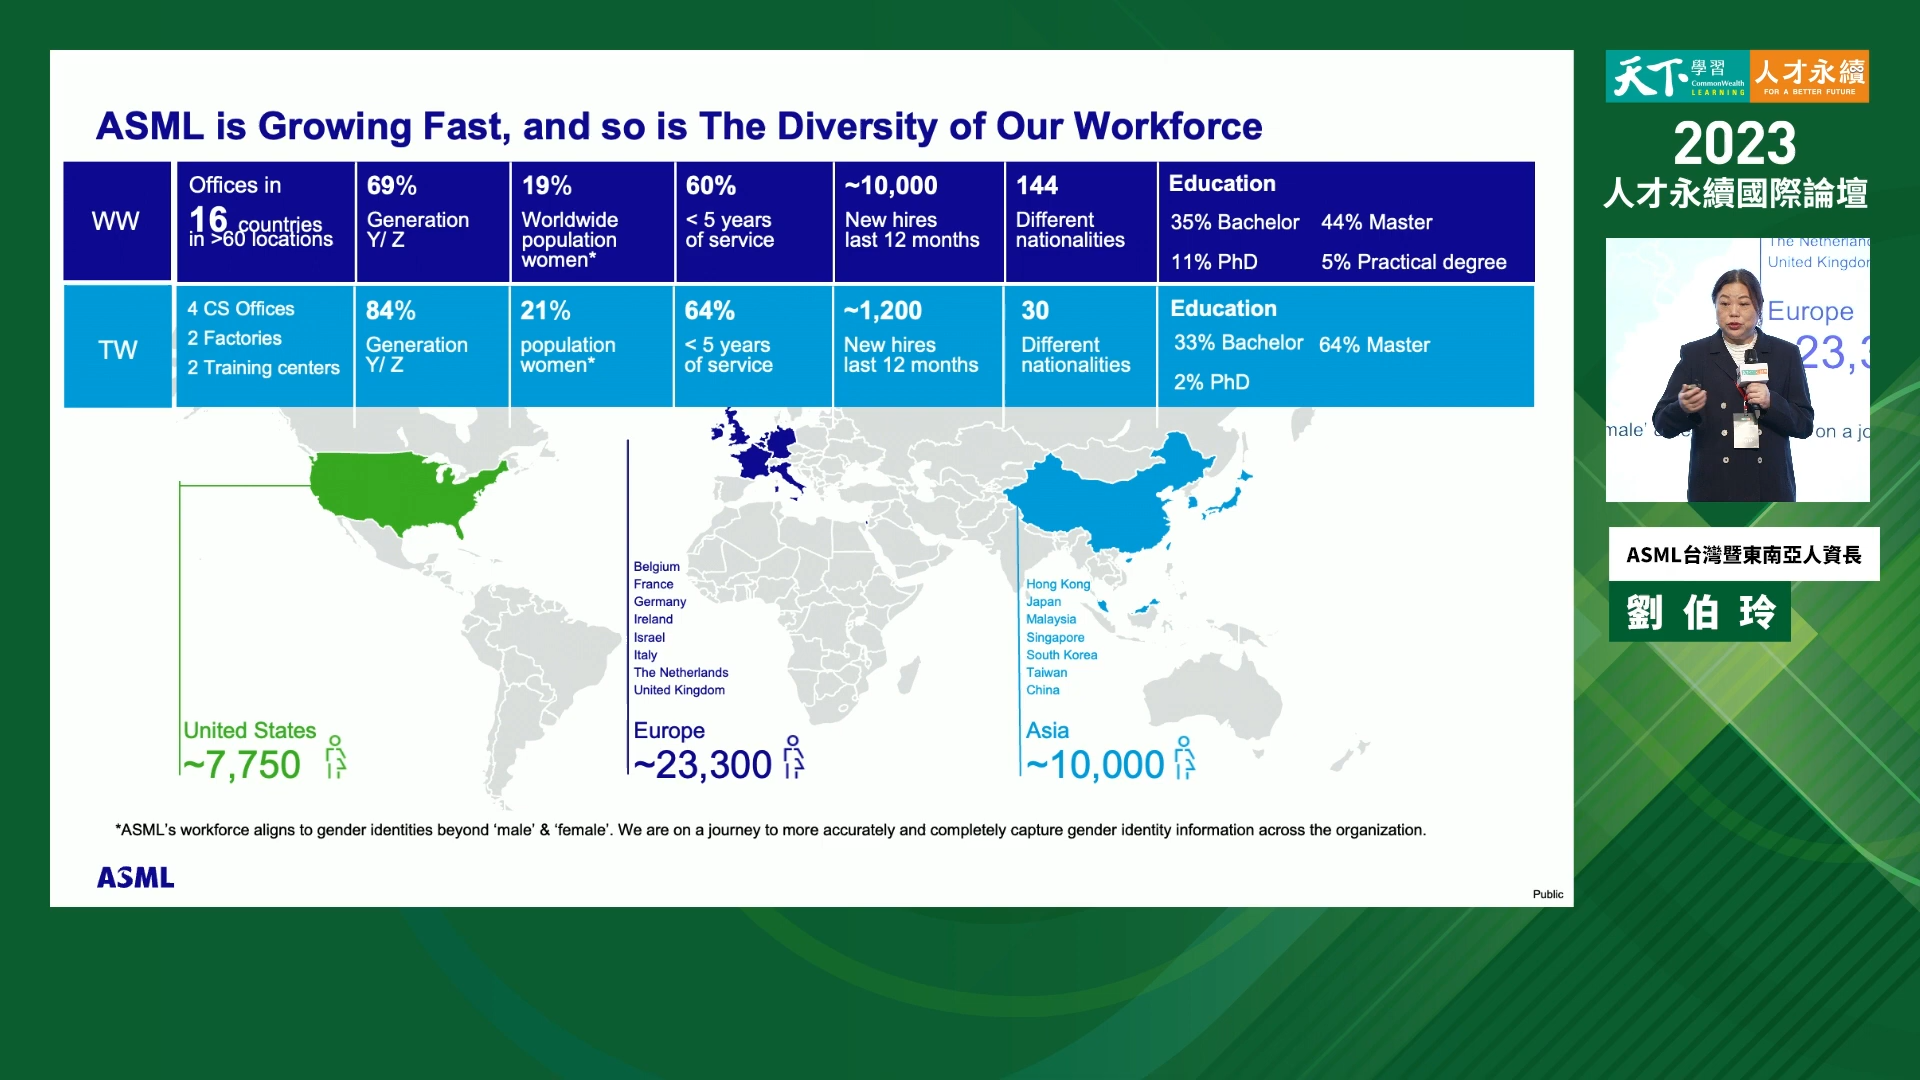 ASML is Growing Fast, and so is The Diversity of Our Workforce
WW
Offices in
16 countries
in >60 locations
69%
Generation
Y/ Z
19%
Worldwide
population
women*
60%
< 5 years
of service
~10,000
New hires
last 12 months
144
Different
nationalities
Education
35% Bachelor 44% Master
11% PhD 5% Practical degree
TW
4 CS Offices
2 Factories
2 Training centers
84%
Generation
Y/ Z
21%
population
women*
64%
< 5 years
of service
~1,200
New hires
last 12 months
30
Different
nationalities
Education
33% Bachelor 64% Master
2% PhD
United States
~7,750
Belgium
France
Germany
Ireland
Israel
Italy
The Netherlands
United Kingdom
Europe
~23,300
Hong Kong
Japan
Malaysia
Singapore
South Korea
Taiwan
China
Asia
~10,000
*ASML's workforce aligns to gender identities beyond ‘male’ & ‘female’. We are on a journey to more accurately and completely capture gender identity information across the organization.
ASML
Public
天下學習
CommonWealth
LEARNING
人才永續
FOR A BETTER FUTURE
2023
人才永續國際論壇
The Netherlan
United Kingdor
Europe
23,3
male’
on a jo
ASML台灣暨東南亞人資長
劉伯玲